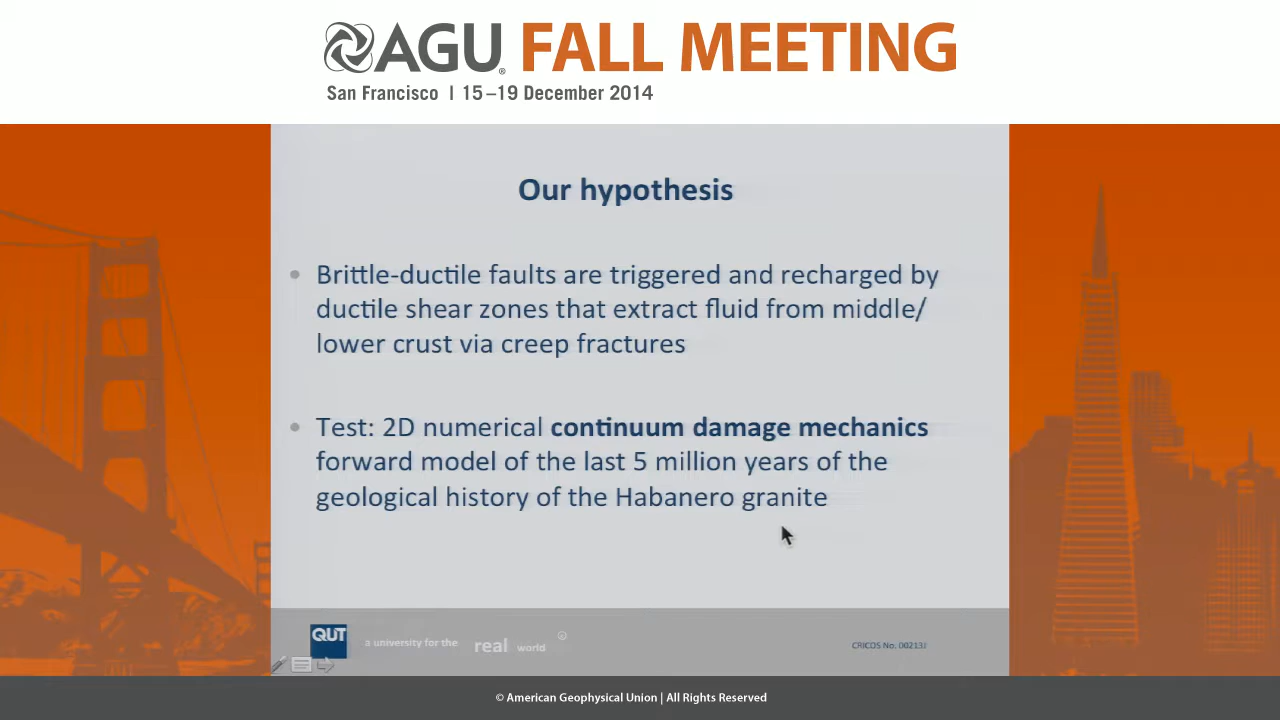 AGU® FALL MEETING
San Francisco | 15–19 December 2014
Our hypothesis
• Brittle-ductile faults are triggered and recharged by
ductile shear zones that extract fluid from middle/
lower crust via creep fractures
• Test: 2D numerical continuum damage mechanics
forward model of the last 5 million years of the
geological history of the Habanero granite
QUT
a university for the real world
CRICOS No. 00213J
© American Geophysical Union | All Rights Reserved